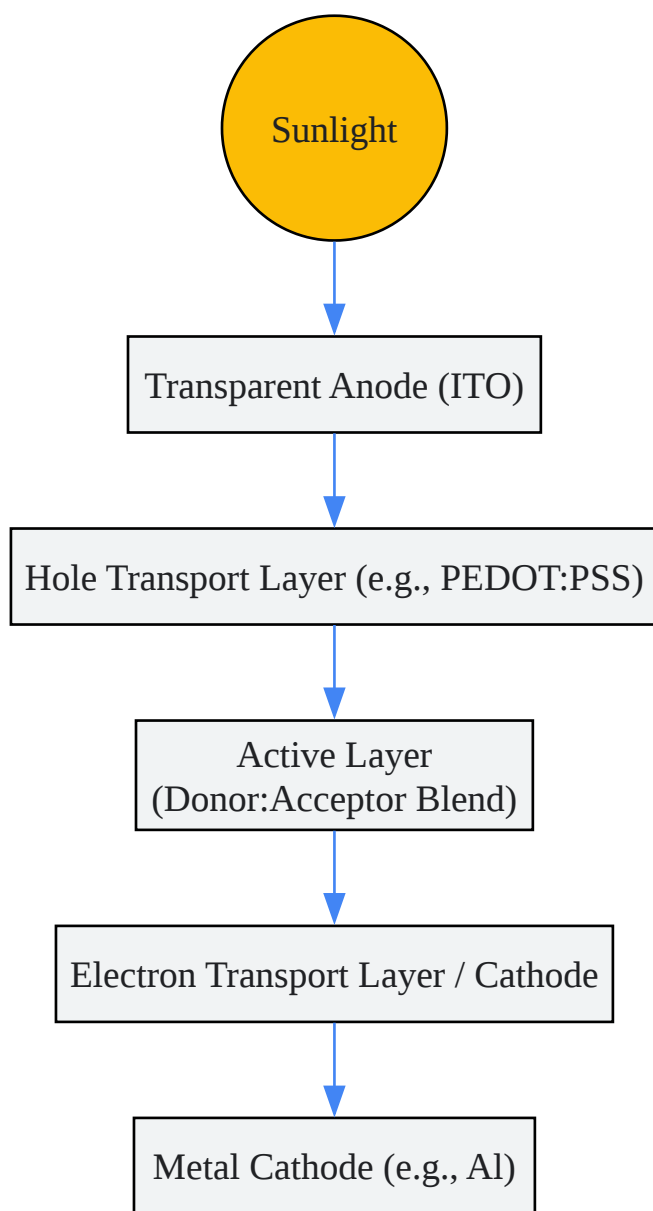 Sunlight
Transparent Anode (ITO)
Hole Transport Layer (e.g., PEDOT:PSS)
Active Layer
(Donor:Acceptor Blend)
Electron Transport Layer / Cathode
Metal Cathode (e.g., Al)